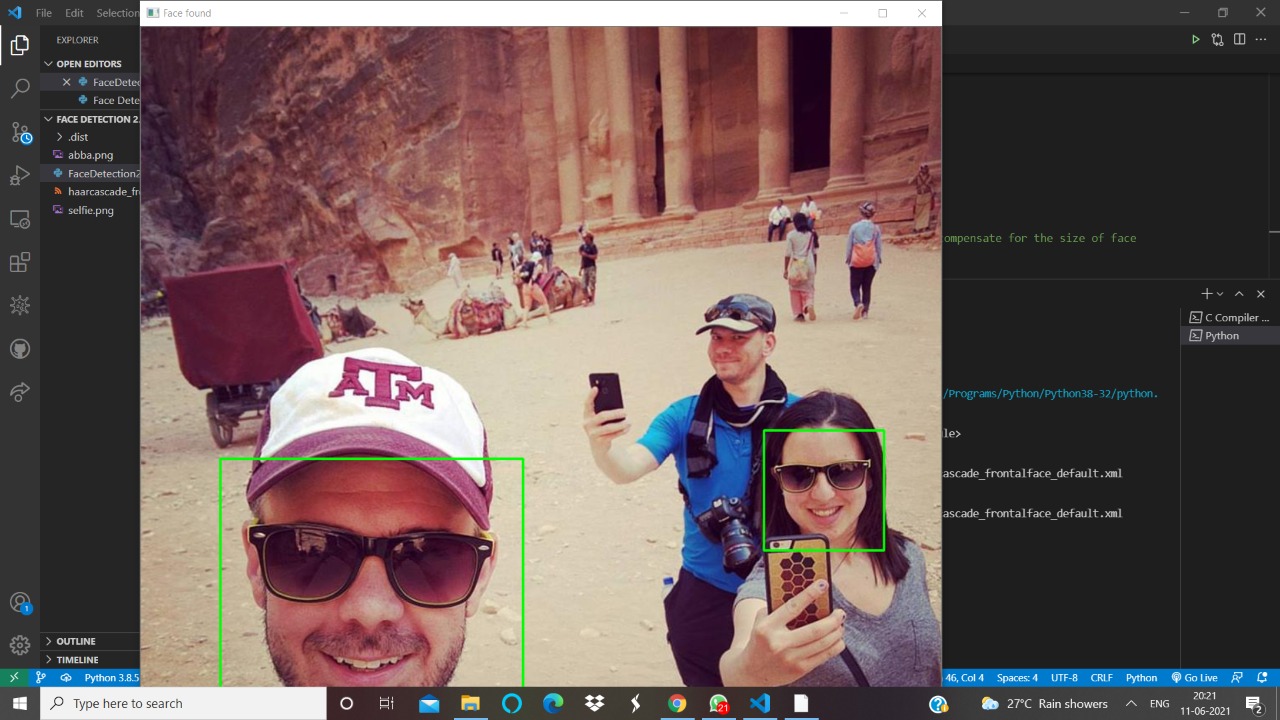 Face found
File Edit Selection
EXPLORER
OPEN EDITORS
FaceDetec
Face Dete
FACE DETECTION 2.
.dist
abba.png
FaceDetection2
haarcascade_fr
selfie.png
ATM
ompensate for the size of face
C Compiler ...
Python
/Programs/Python/Python38-32/python.
le>
ascade_frontalface_default.xml
ascade_frontalface_default.xml
1
OUTLINE
TIMELINE
Python 3.8.5
46, Col 4 Spaces: 4 UTF-8 CRLF Python Go Live
Type here to search
21
27°C Rain showers
ENG
20:21
11-06-2021
2